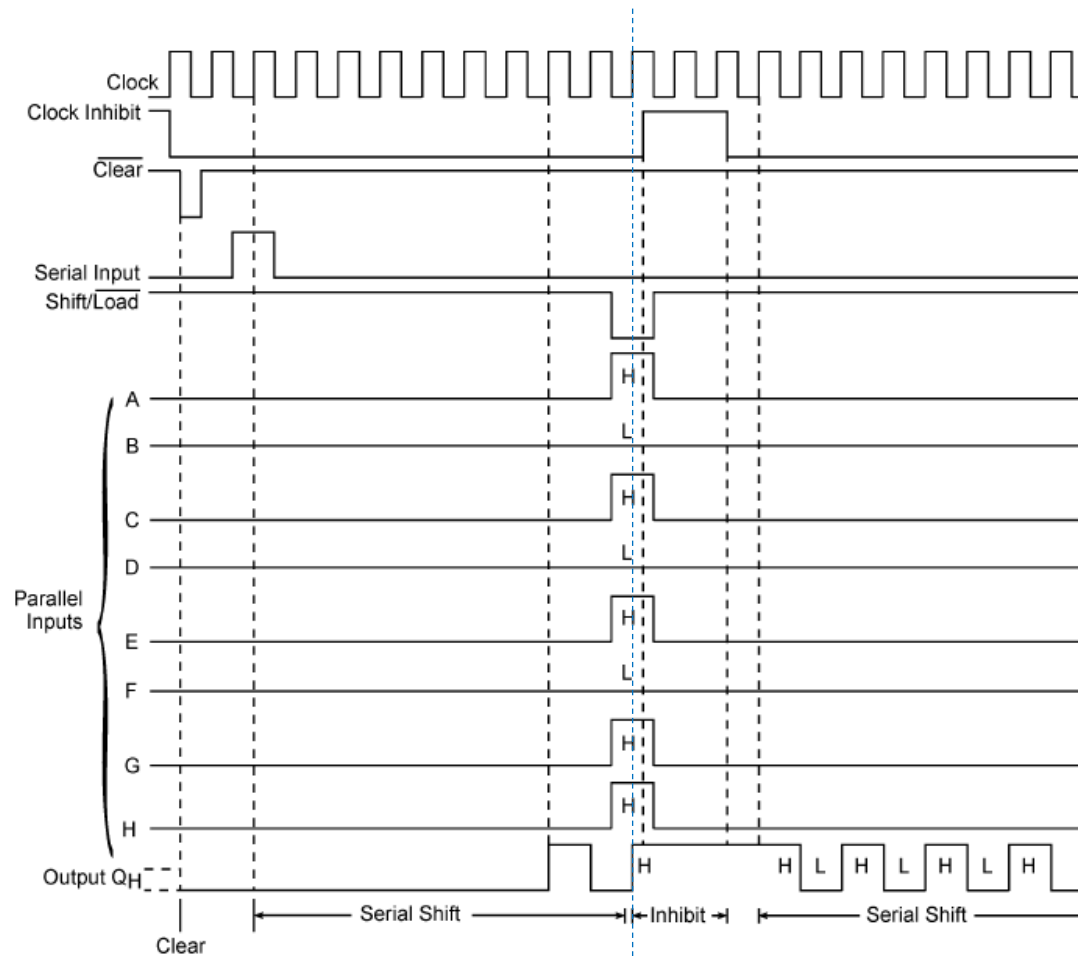 Clock
Clock Inhibit
Clear
Serial Input
Shift/Load
H
A
L
B
H
C
L
D
Parallel
Inputs
H
E
L
F
H
G
H
H
Output QH
H H L H L H L H
Serial Shift Inhibit Serial Shift
Clear